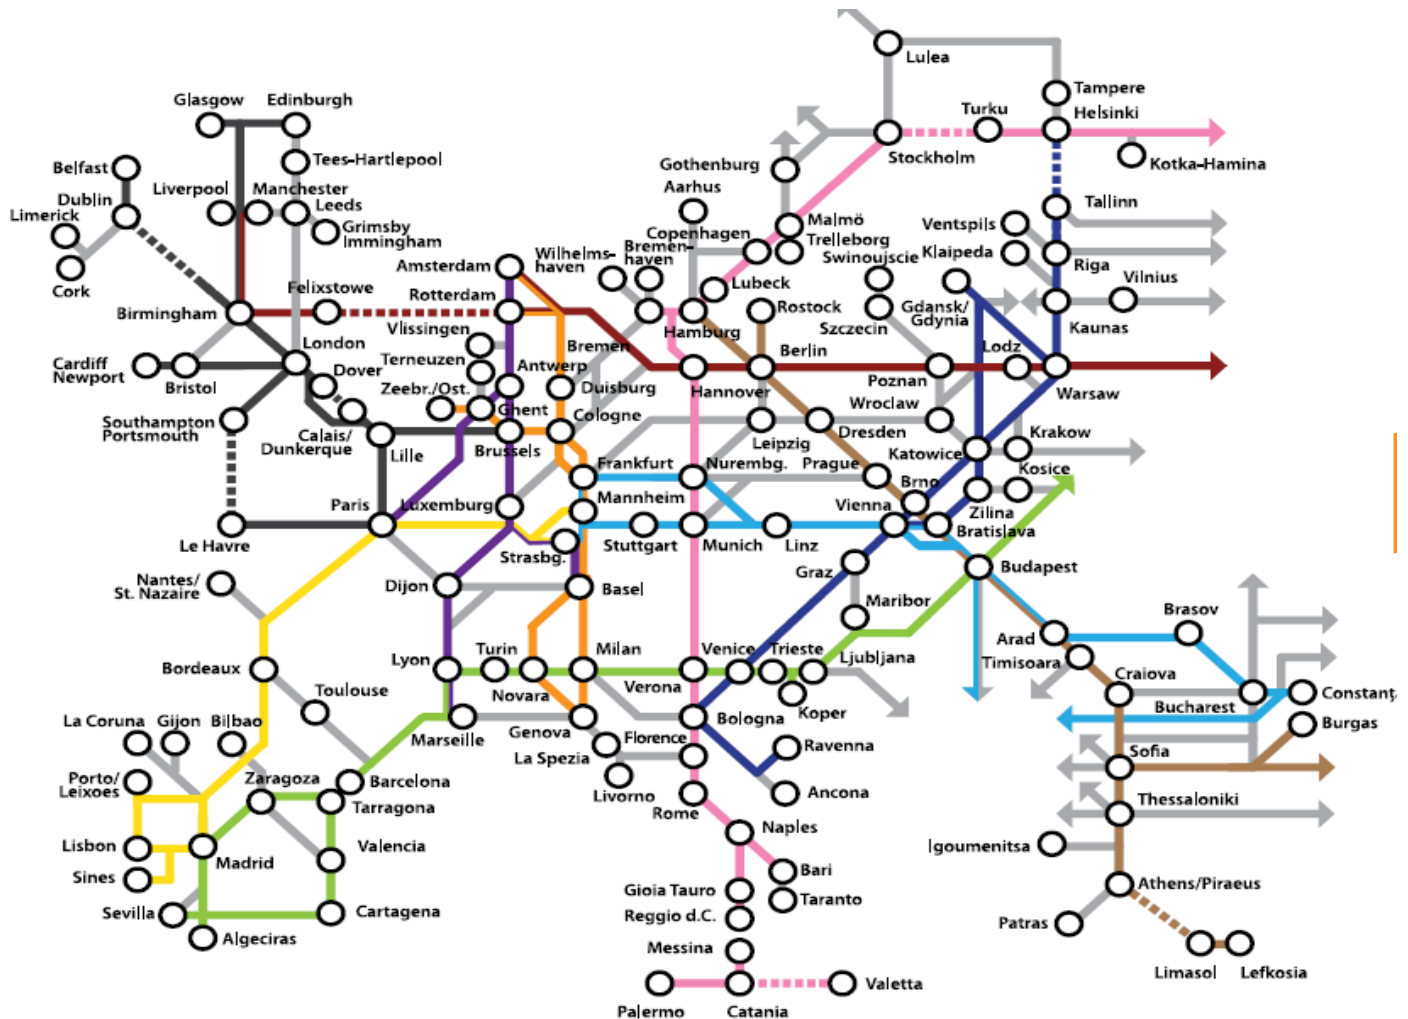 Lulea
Tampere
Glasgow
Edinburgh
Turku
Helsinki
Stockholm
Kotka-Hamina
Belfast
Tees-Hartlepool
Gothenburg
Aarhus
Dublin
Liverpool
Manchester
Leeds
Limerick
Grimsby
Immingham
Malmö
Trelleborg
Tallinn
Ventspils
Copenhagen
Wilhelms-
haven
Bremen-
haven
Swinoujscie
Klaipeda
Riga
Amsterdam
Cork
Felixstowe
Rotterdam
Lubeck
Rostock
Vilnius
Gdansk/
Gdynia
Birmingham
Vlissingen
Hamburg
Szczecin
Kaunas
London
Bremen
Berlin
Lodz
Cardiff
Newport
Bristol
Dover
Terneuzen
Antwerp
Duisburg
Hannover
Poznan
Warsaw
Zeebr./Ost.
Ghent
Cologne
Wroclaw
Southampton
Portsmouth
Calais/
Dunkerque
Lille
Brussels
Leipzig
Dresden
Katowice
Krakow
Kosice
Frankfurt
Nurembg.
Prague
Brno
Zilina
Paris
Luxemburg
Mannheim
Vienna
Bratislava
Le Havre
Strasbg.
Stuttgart
Munich
Linz
Graz
Budapest
Nantes/
St. Nazaire
Dijon
Basel
Maribor
Brasov
Arad
Timisoara
Bordeaux
Lyon
Turin
Milan
Venice
Trieste
Ljubljana
Craiova
Novara
Verona
Koper
Bucharest
Constanţ
Toulouse
La Coruna
Gijon
Bilbao
Marseille
Genova
Bologna
Burgas
Florence
La Spezia
Ravenna
Sofia
Porto/
Leixoes
Zaragoza
Barcelona
Livorno
Ancona
Tarragona
Rome
Thessaloniki
Lisbon
Madrid
Valencia
Naples
Igoumenitsa
Sines
Bari
Gioia Tauro
Taranto
Athens/Piraeus
Sevilla
Cartagena
Reggio d.C.
Patras
Algeciras
Messina
Limasol
Lefkosia
Palermo
Catania
Valetta